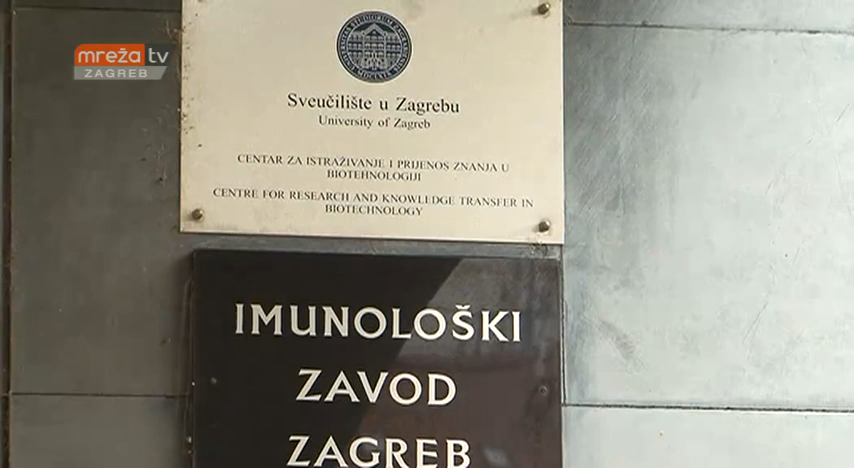 mreža tv
ZAGREB
Sveučilište u Zagrebu
University of Zagreb
CENTAR ZA ISTRAŽIVANJE I PRIJENOS ZNANJA U
BIOTEHNOLOGIJI
CENTRE FOR RESEARCH AND KNOWLEDGE TRANSFER IN
BIOTECHNOLOGY
IMUNOLOŠKI
ZAVOD
ZAGREB